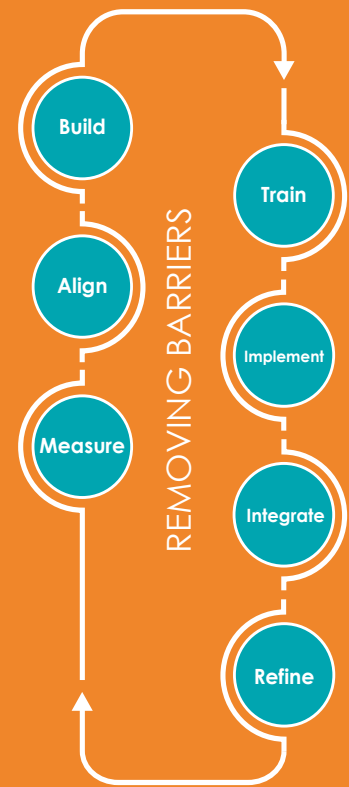 Build
Align
Measure
REMOVING BARRIERS
Train
Implement
Integrate
Refine